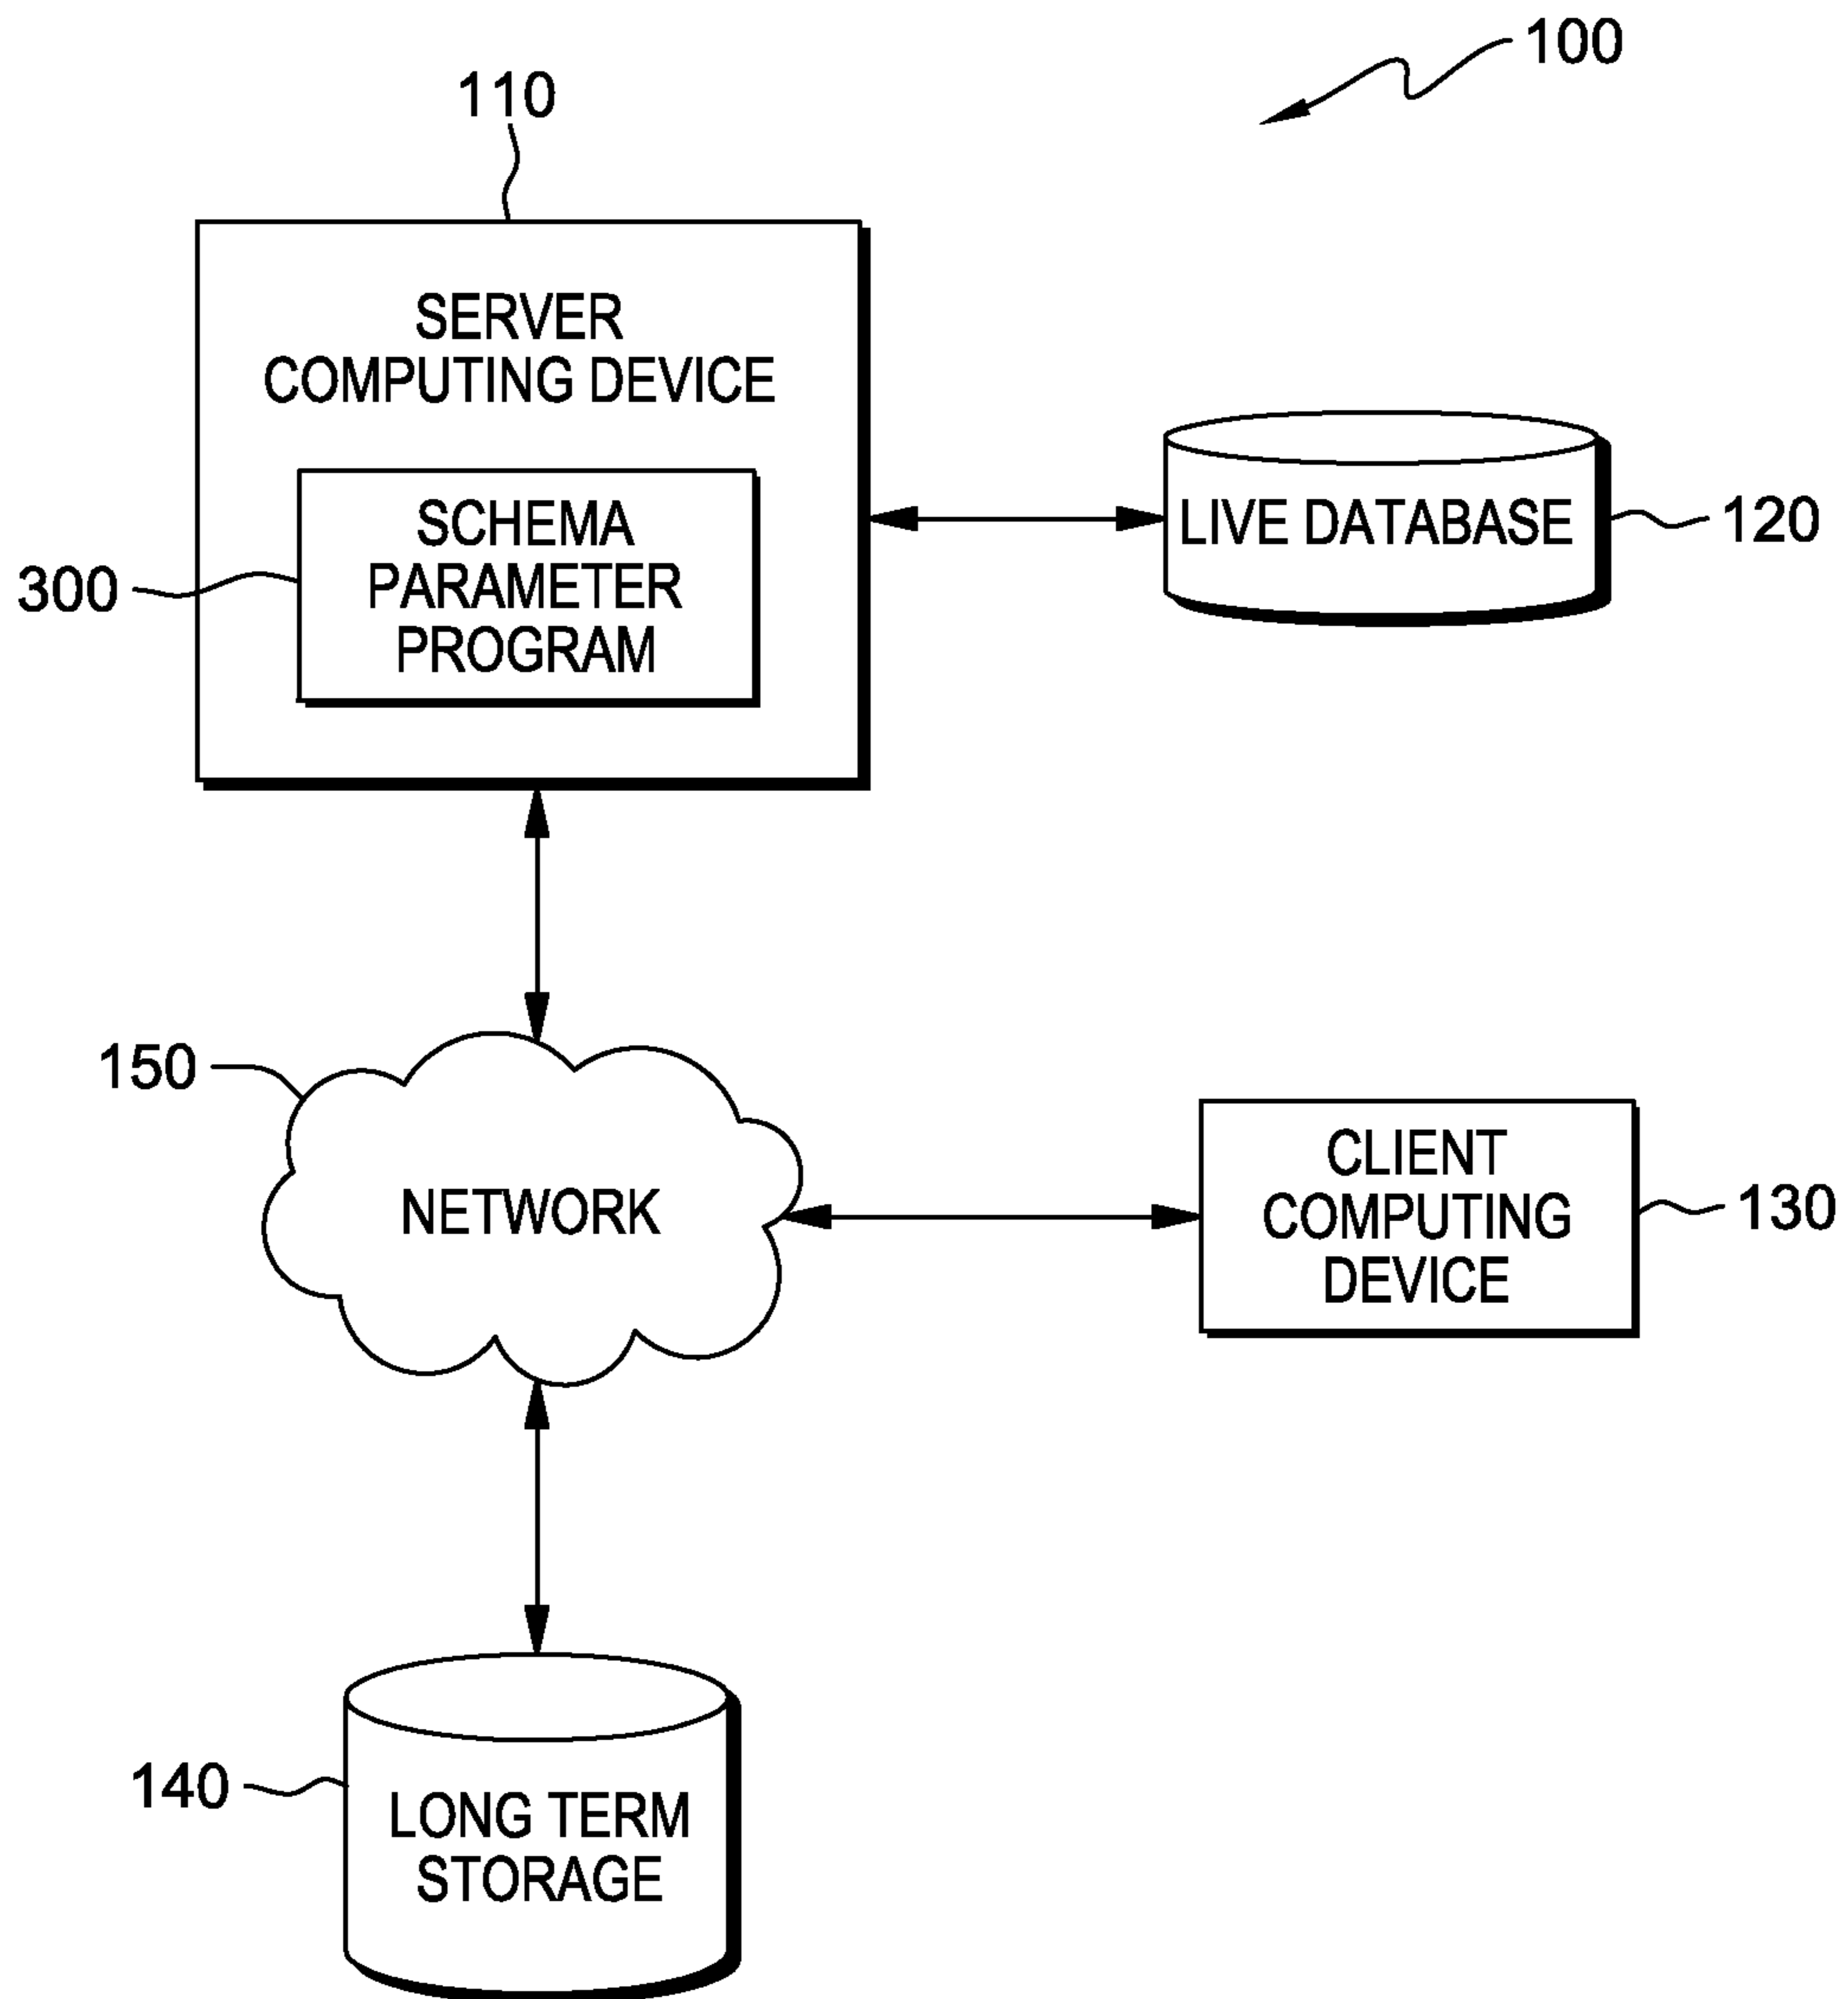 100
110
SERVER
COMPUTING DEVICE
SCHEMA
PARAMETER
PROGRAM
300
LIVE DATABASE
120
150
NETWORK
CLIENT
COMPUTING
DEVICE
130
140
LONG TERM
STORAGE